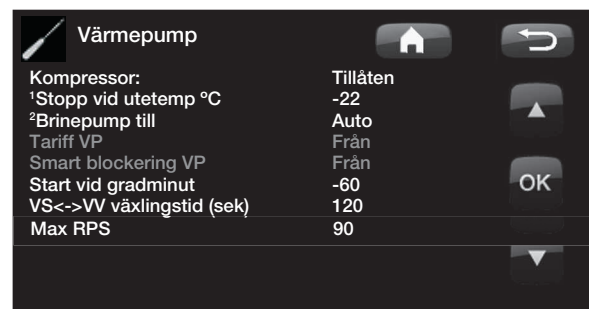 Värmepump
Kompressor: Tillåten
¹Stopp vid utetemp ºC -22
²Brinepump till Auto
Tariff VP Från
Smart blockering VP Från
Start vid gradminut -60
OK
VS<->VV växlingstid (sek) 120
Max RPS 90